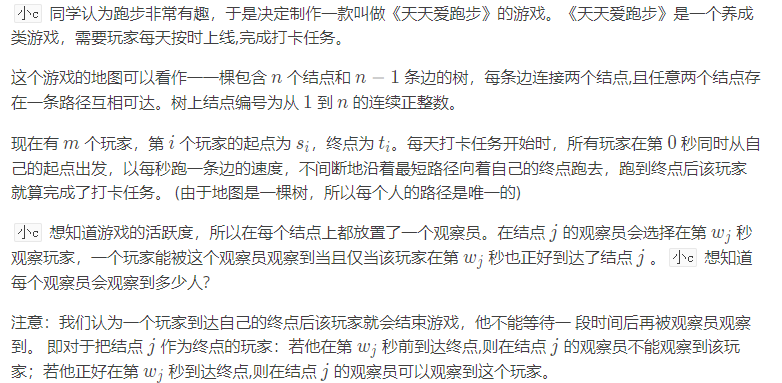 小c 同学认为跑步非常有趣，于是决定制作一款叫做《天天爱跑步》的游戏。《天天爱跑步》是一个养成
类游戏，需要玩家每天按时上线,完成打卡任务。
这个游戏的地图可以看作一一棵包含 n 个结点和 n − 1 条边的树，每条边连接两个结点,且任意两个结点存
在一条路径互相可达。树上结点编号为从 1 到 n 的连续正整数。
现在有 m 个玩家，第 i 个玩家的起点为 sᵢ，终点为 tᵢ。每天打卡任务开始时，所有玩家在第 0 秒同时从自
己的起点出发，以每秒跑一条边的速度，不间断地沿着最短路径向着自己的终点跑去，跑到终点后该玩家
就算完成了打卡任务。 (由于地图是一棵树，所以每个人的路径是唯一的)
小c 想知道游戏的活跃度，所以在每个结点上都放置了一个观察员。在结点 j 的观察员会选择在第 wⱼ 秒
观察玩家，一个玩家能被这个观察员观察到当且仅当该玩家在第 wⱼ 秒也正好到达了结点 j 。 小c 想知道
每个观察员会观察到多少人?
注意：我们认为一个玩家到达自己的终点后该玩家就会结束游戏，他不能等待一 段时间后再被观察员观察
到。 即对于把结点 j 作为终点的玩家：若他在第 wⱼ 秒前到达终点,则在结点 j 的观察员不能观察到该玩
家；若他正好在第 wⱼ 秒到达终点,则在结点 j 的观察员可以观察到这个玩家。